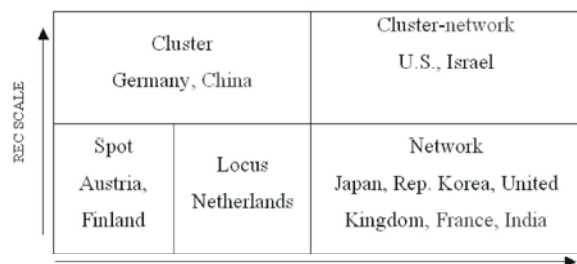 REC SCALE
Cluster
Germany, China
Cluster-network
U.S., Israel
Spot
Austria,
Finland
Locus
Netherlands
Network
Japan, Rep. Korea, United
Kingdom, France, India